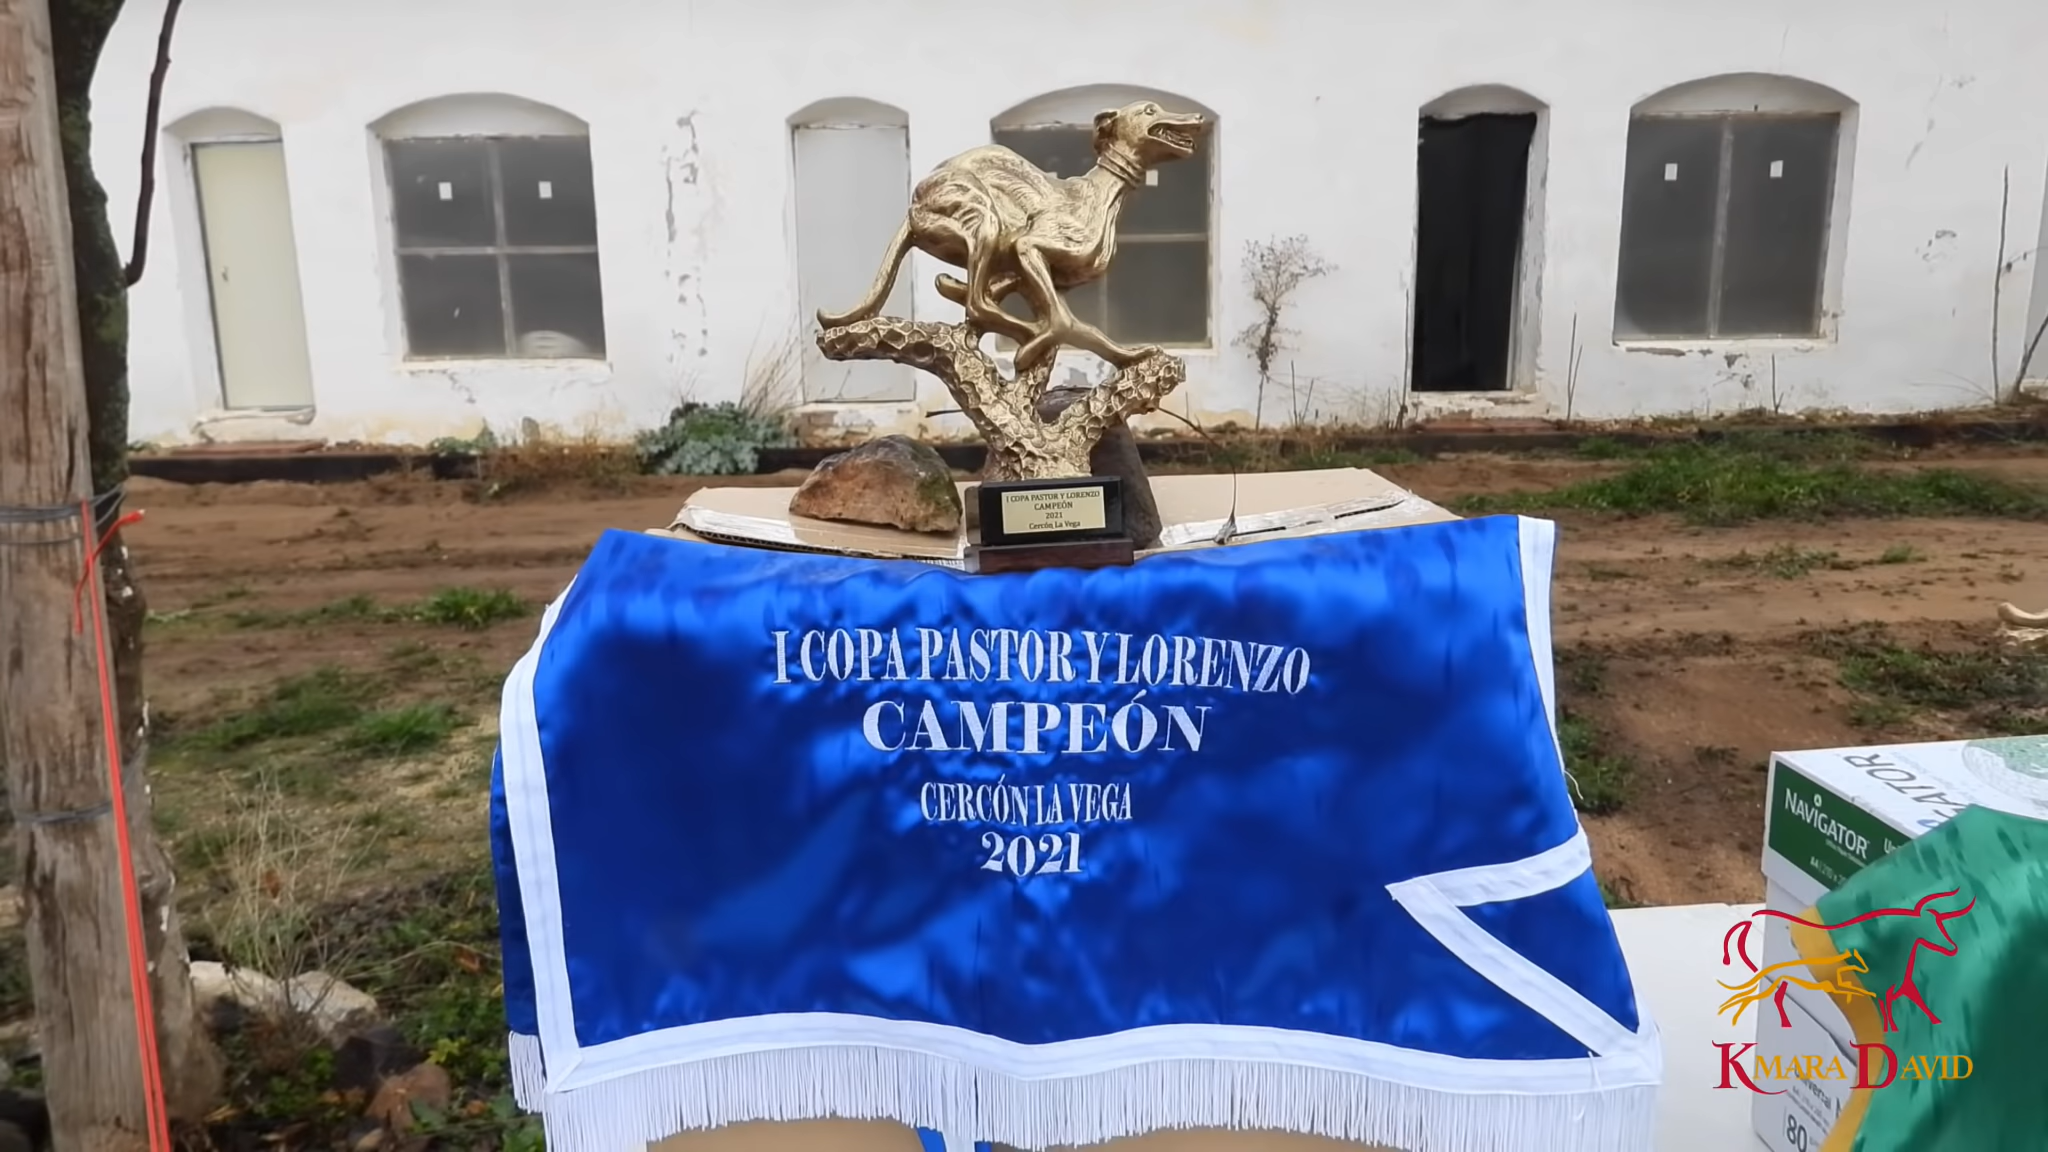 I COPA PASTOR Y LORENZO
CAMPEÓN
2021
Cercón La Vega
I COPA PASTOR Y LORENZO
CAMPEÓN
CERCÓN LA VEGA
2021
NAVIGATOR
KMARA DAVID
80